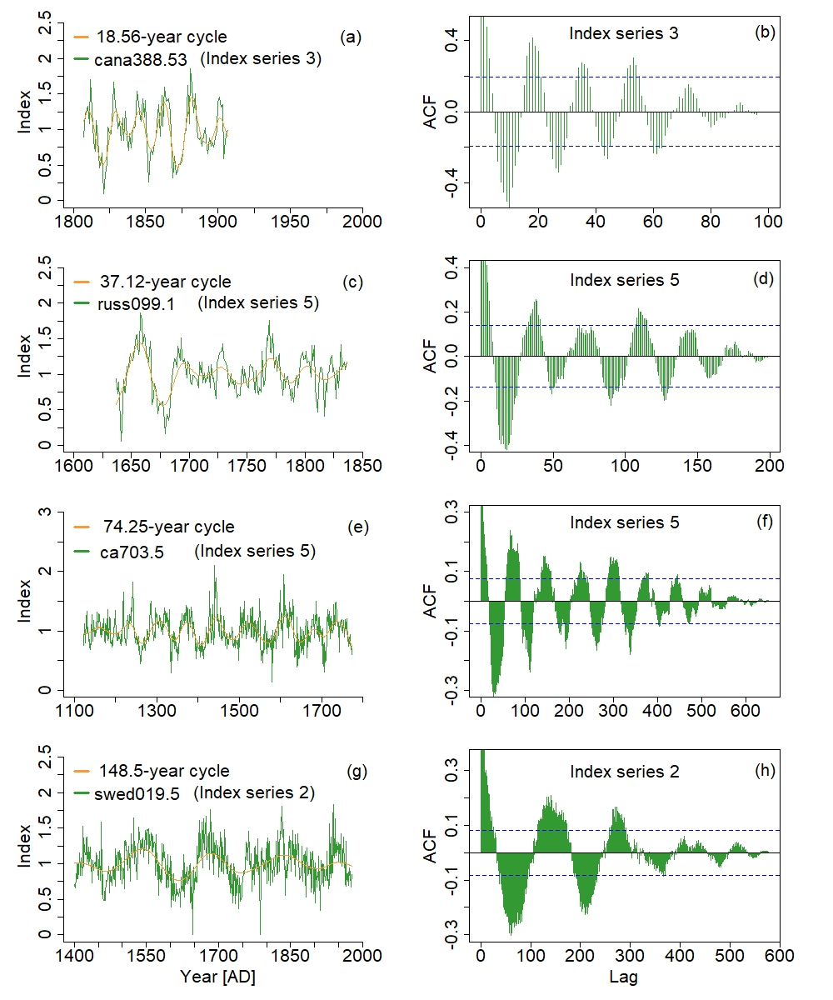 18.56-year cycle (a)
cana388.53 (Index series 3)
Index
0 0.5 1 1.5 2 2.5
1800 1850 1900 1950 2000
Index series 3 (b)
ACF
-0.4 0.0 0.4
0 20 40 60 80 100
37.12-year cycle (c)
russ099.1 (Index series 5)
Index
0 0.5 1 1.5 2 2.5
1600 1650 1700 1750 1800 1850
Index series 5 (d)
ACF
-0.4 -0.2 0.0 0.2 0.4
0 50 100 150 200
74.25-year cycle (e)
ca703.5 (Index series 5)
Index
0 1 2 3
1100 1300 1500 1700
Index series 5 (f)
ACF
-0.3 -0.1 0.1 0.3
0 100 200 300 400 500 600
148.5-year cycle (g)
swed019.5 (Index series 2)
Index
0 0.5 1 1.5 2 2.5
1400 1550 1700 1850 2000
Year [AD]
Index series 2 (h)
ACF
-0.3 -0.1 0.1 0.3
0 100 200 300 400 500 600
Lag